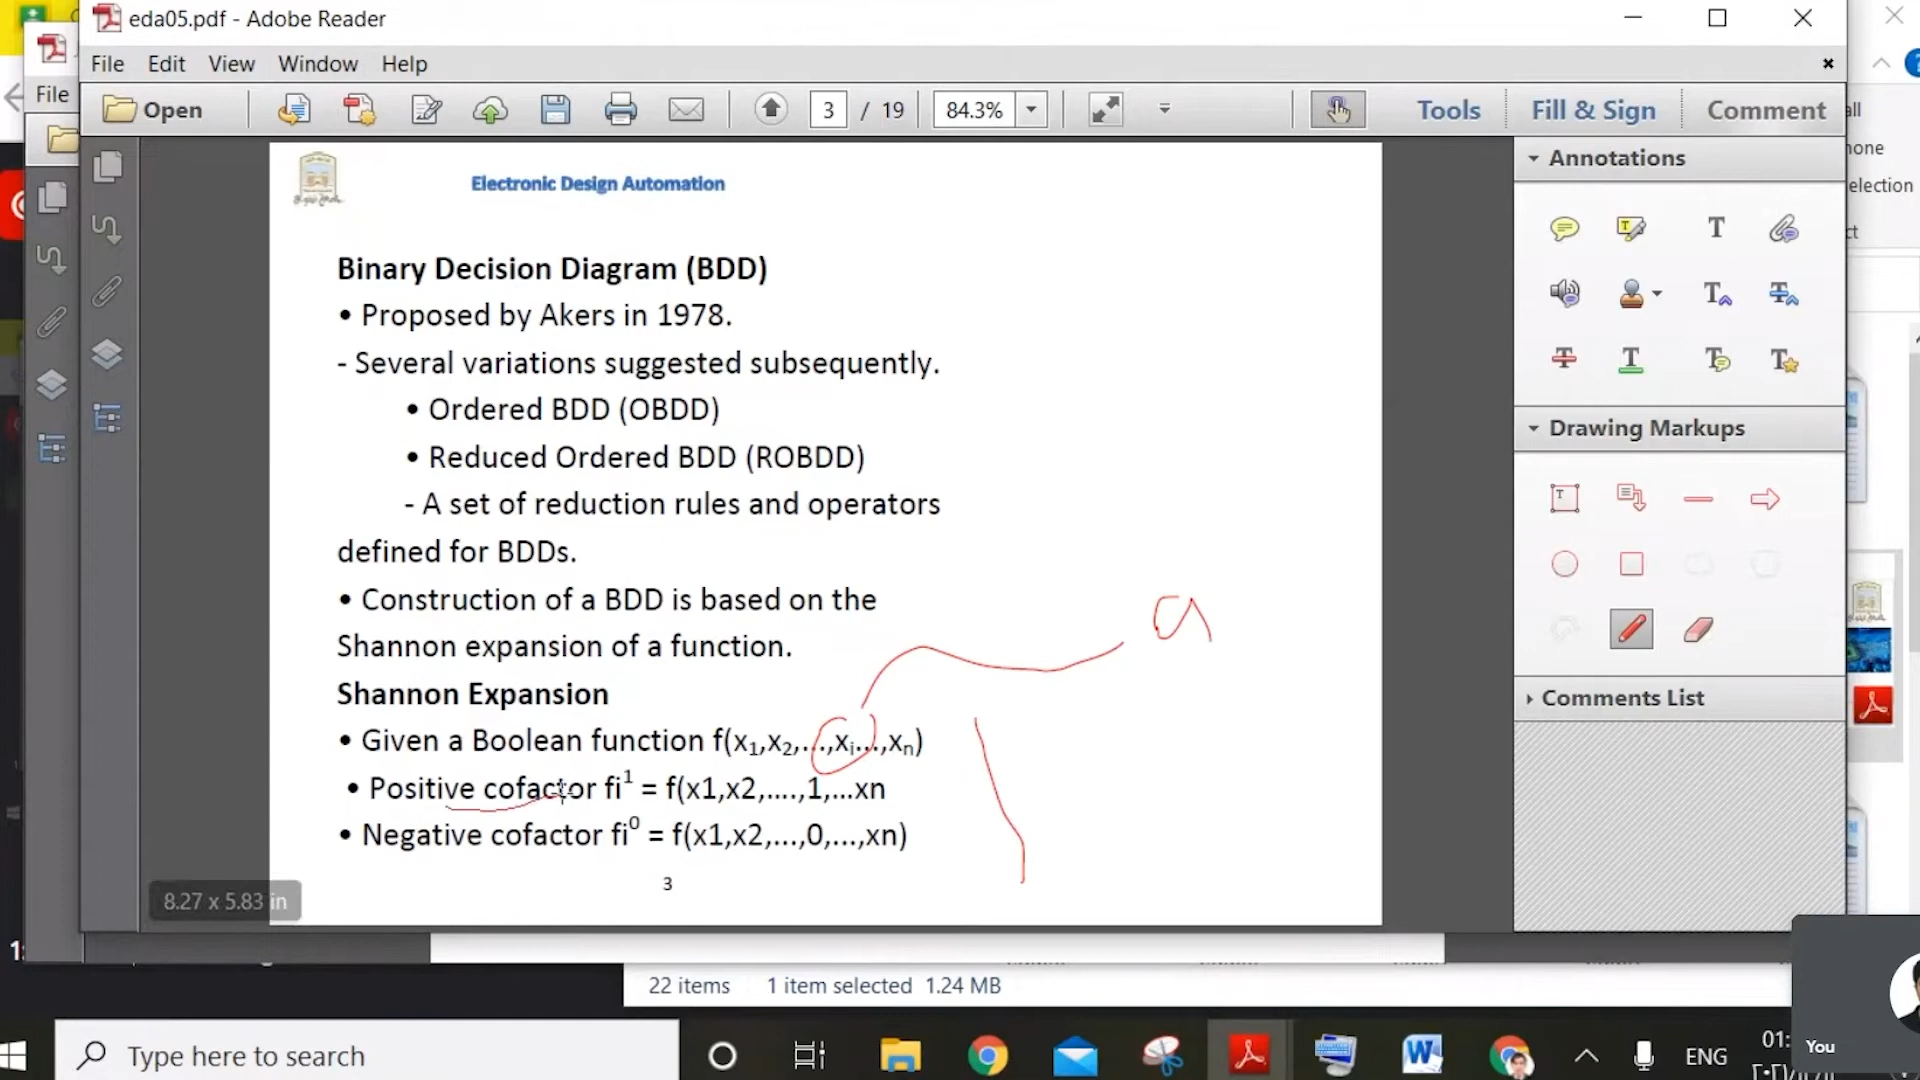 eda05.pdf - Adobe Reader
File Edit View Window Help
File
Open 3 / 19 84.3% Tools Fill & Sign Comment
Electronic Design Automation
Binary Decision Diagram (BDD)
• Proposed by Akers in 1978.
- Several variations suggested subsequently.
• Ordered BDD (OBDD)
• Reduced Ordered BDD (ROBDD)
- A set of reduction rules and operators
defined for BDDs.
• Construction of a BDD is based on the
Shannon expansion of a function.
a
Shannon Expansion
• Given a Boolean function f(x₁,x₂,...,xᵢ...,xₙ)
• Positive cofactor fi¹ = f(x1,x2,....,1,...xn
• Negative cofactor fi⁰ = f(x1,x2,...,0,...,xn)
3
8.27 x 5.83 in
Annotations
Drawing Markups
Comments List
22 items 1 item selected 1.24 MB
Type here to search
ENG
01:
You